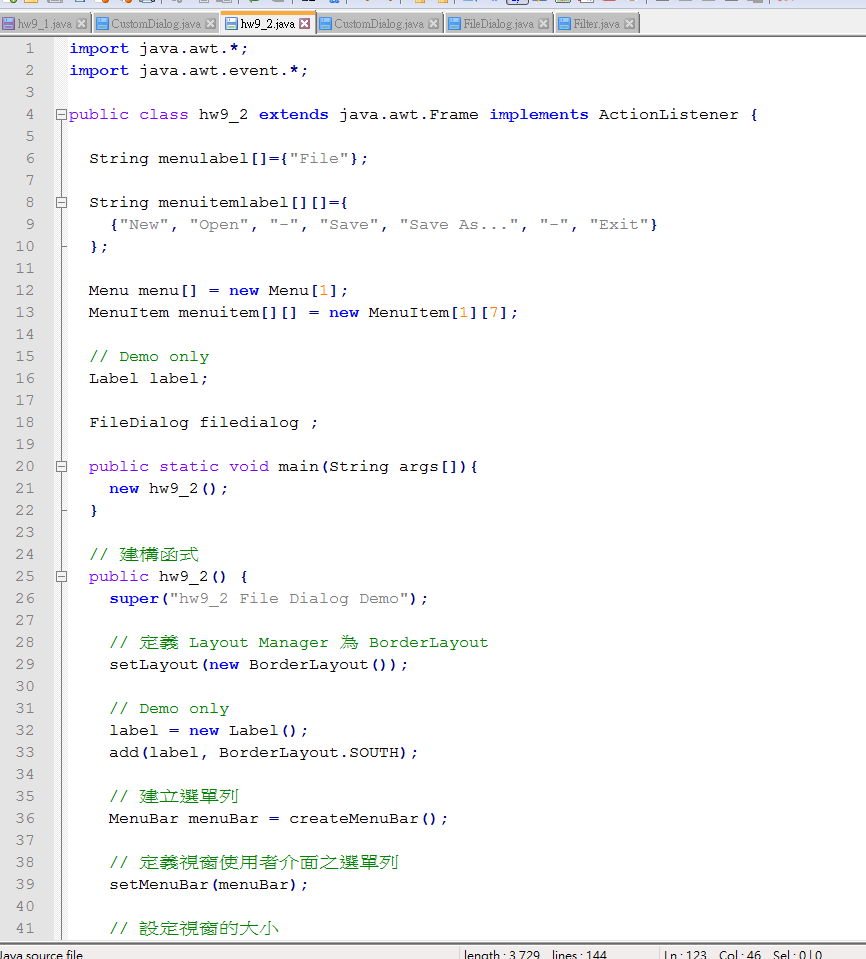 hw9_1.java CustomDialog.java hw9_2.java CustomDialog.java FileDialog.java Filter.java
1 import java.awt.*;
2 import java.awt.event.*;
3
4 public class hw9_2 extends java.awt.Frame implements ActionListener {
5
6 String menulabel[]={"File"};
7
8 String menuitemlabel[][]={
9 {"New", "Open", "-", "Save", "Save As...", "-", "Exit"}
10 };
11
12 Menu menu[] = new Menu[1];
13 MenuItem menuitem[][] = new MenuItem[1][7];
14
15 // Demo only
16 Label label;
17
18 FileDialog filedialog ;
19
20 public static void main(String args[]){
21 new hw9_2();
22 }
23
24 // 建構函式
25 public hw9_2() {
26 super("hw9_2 File Dialog Demo");
27
28 // 定義 Layout Manager 為 BorderLayout
29 setLayout(new BorderLayout());
30
31 // Demo only
32 label = new Label();
33 add(label, BorderLayout.SOUTH);
34
35 // 建立選單列
36 MenuBar menuBar = createMenuBar();
37
38 // 定義視窗使用者介面之選單列
39 setMenuBar(menuBar);
40
41 // 設定視窗的大小
Java source file length : 3,729 lines : 144 Ln : 123 Col : 46 Sel : 0 | 0